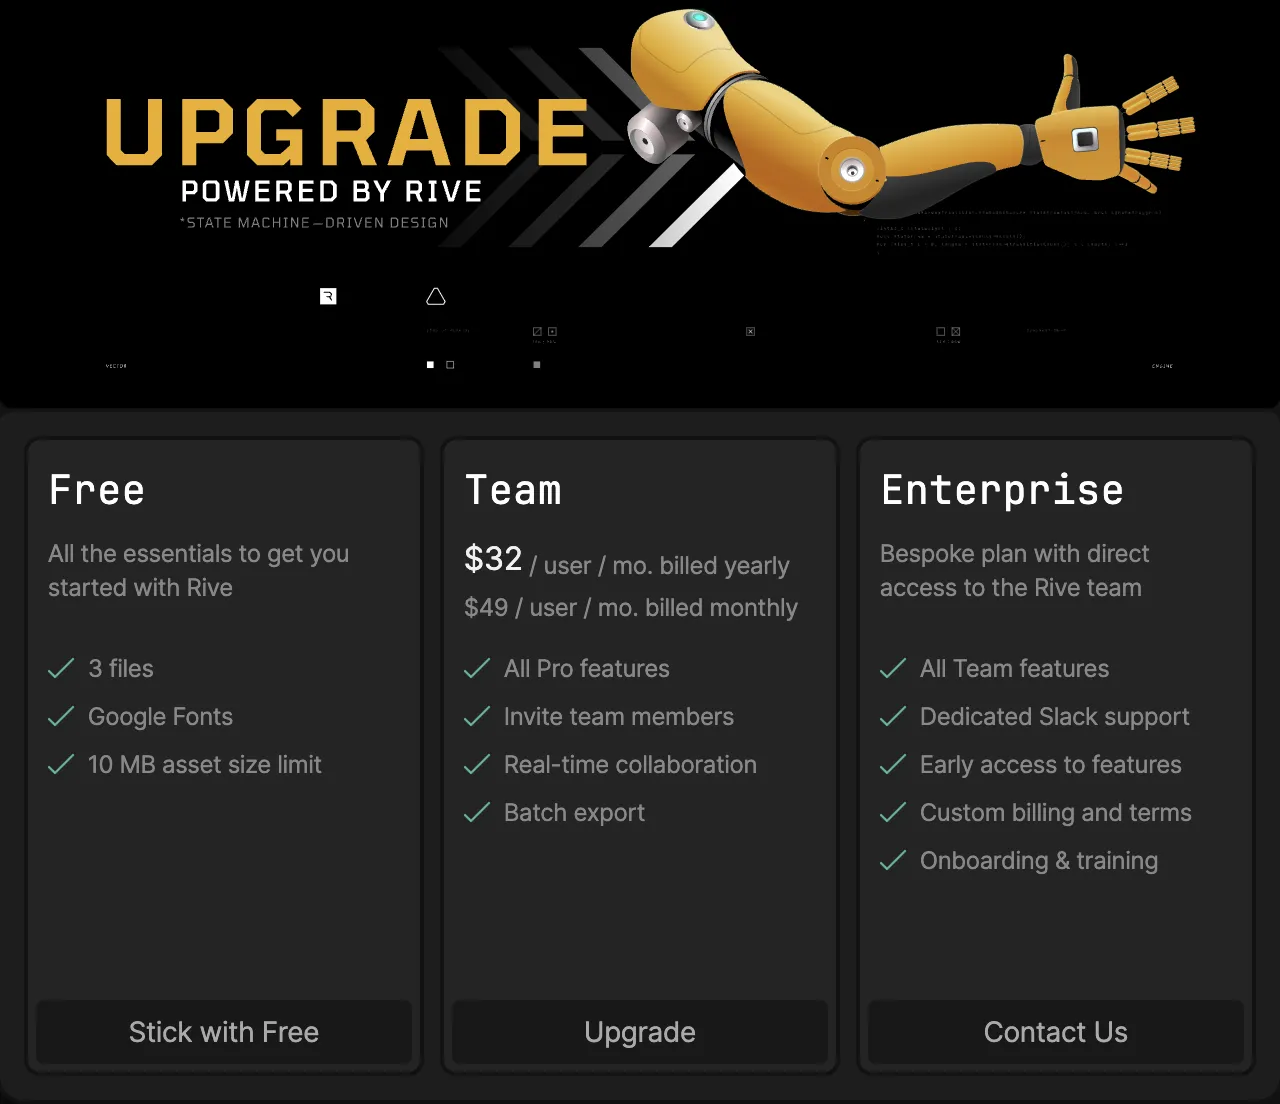 UPGRADE
POWERED BY RIVE
*STATE MACHINE—DRIVEN DESIGN
VECTOR
ENGINE
Free
All the essentials to get you
started with Rive
3 files
Google Fonts
10 MB asset size limit
Stick with Free
Team
$32 / user / mo. billed yearly
$49 / user / mo. billed monthly
All Pro features
Invite team members
Real-time collaboration
Batch export
Upgrade
Enterprise
Bespoke plan with direct
access to the Rive team
All Team features
Dedicated Slack support
Early access to features
Custom billing and terms
Onboarding & training
Contact Us